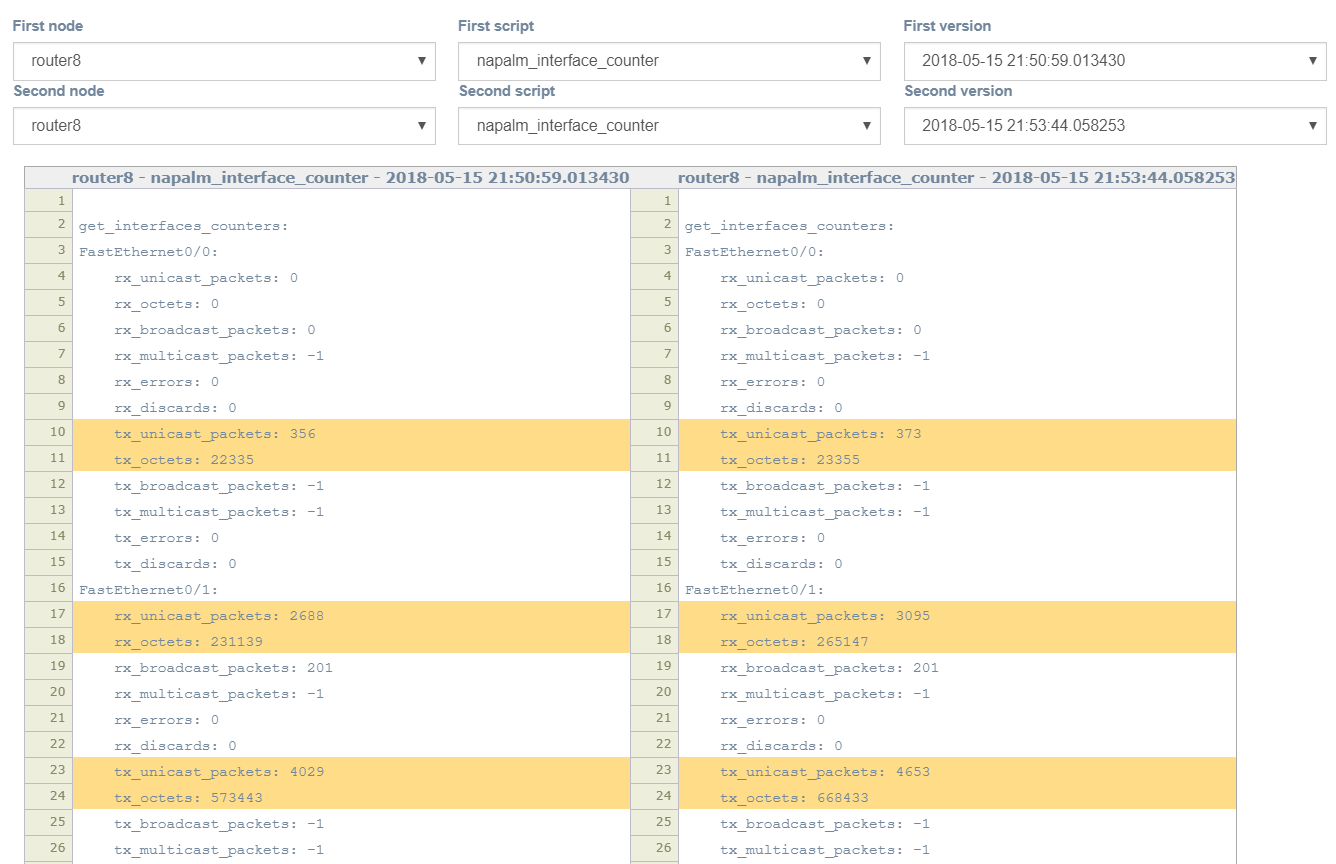 First node First script First version
router8 napalm_interface_counter 2018-05-15 21:50:59.013430
Second node Second script Second version
router8 napalm_interface_counter 2018-05-15 21:53:44.058253
router8 - napalm_interface_counter - 2018-05-15 21:50:59.013430 router8 - napalm_interface_counter - 2018-05-15 21:53:44.058253
1 1
2 get_interfaces_counters: 2 get_interfaces_counters:
3 FastEthernet0/0: 3 FastEthernet0/0:
4 rx_unicast_packets: 0 4 rx_unicast_packets: 0
5 rx_octets: 0 5 rx_octets: 0
6 rx_broadcast_packets: 0 6 rx_broadcast_packets: 0
7 rx_multicast_packets: -1 7 rx_multicast_packets: -1
8 rx_errors: 0 8 rx_errors: 0
9 rx_discards: 0 9 rx_discards: 0
10 tx_unicast_packets: 356 10 tx_unicast_packets: 373
11 tx_octets: 22335 11 tx_octets: 23355
12 tx_broadcast_packets: -1 12 tx_broadcast_packets: -1
13 tx_multicast_packets: -1 13 tx_multicast_packets: -1
14 tx_errors: 0 14 tx_errors: 0
15 tx_discards: 0 15 tx_discards: 0
16 FastEthernet0/1: 16 FastEthernet0/1:
17 rx_unicast_packets: 2688 17 rx_unicast_packets: 3095
18 rx_octets: 231139 18 rx_octets: 265147
19 rx_broadcast_packets: 201 19 rx_broadcast_packets: 201
20 rx_multicast_packets: -1 20 rx_multicast_packets: -1
21 rx_errors: 0 21 rx_errors: 0
22 rx_discards: 0 22 rx_discards: 0
23 tx_unicast_packets: 4029 23 tx_unicast_packets: 4653
24 tx_octets: 573443 24 tx_octets: 668433
25 tx_broadcast_packets: -1 25 tx_broadcast_packets: -1
26 tx_multicast_packets: -1 26 tx_multicast_packets: -1